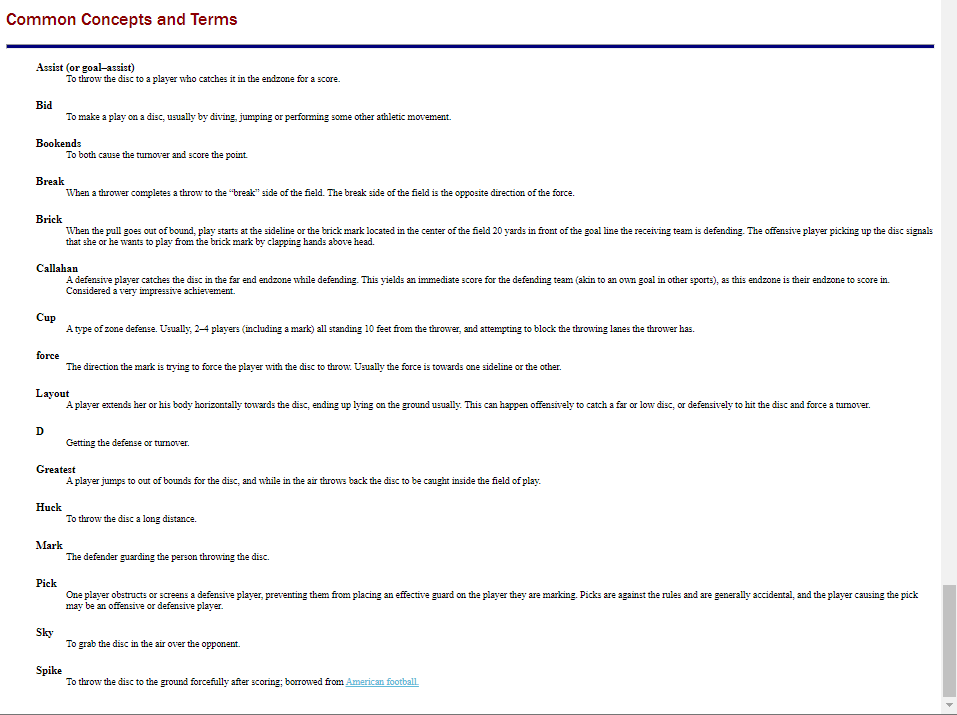 Common Concepts and Terms
Assist (or goal–assist)
To throw the disc to a player who catches it in the endzone for a score.
Bid
To make a play on a disc, usually by diving, jumping or performing some other athletic movement.
Bookends
To both cause the turnover and score the point.
Break
When a thrower completes a throw to the “break” side of the field. The break side of the field is the opposite direction of the force.
Brick
When the pull goes out of bound, play starts at the sideline or the brick mark located in the center of the field 20 yards in front of the goal line the receiving team is defending. The offensive player picking up the disc signals
that she or he wants to play from the brick mark by clapping hands above head.
Callahan
A defensive player catches the disc in the far end endzone while defending. This yields an immediate score for the defending team (akin to an own goal in other sports), as this endzone is their endzone to score in.
Considered a very impressive achievement.
Cup
A type of zone defense. Usually, 2–4 players (including a mark) all standing 10 feet from the thrower, and attempting to block the throwing lanes the thrower has.
force
The direction the mark is trying to force the player with the disc to throw. Usually the force is towards one sideline or the other.
Layout
A player extends her or his body horizontally towards the disc, ending up lying on the ground usually. This can happen offensively to catch a far or low disc, or defensively to hit the disc and force a turnover.
D
Getting the defense or turnover.
Greatest
A player jumps to out of bounds for the disc, and while in the air throws back the disc to be caught inside the field of play.
Huck
To throw the disc a long distance.
Mark
The defender guarding the person throwing the disc.
Pick
One player obstructs or screens a defensive player, preventing them from placing an effective guard on the player they are marking. Picks are against the rules and are generally accidental, and the player causing the pick
may be an offensive or defensive player.
Sky
To grab the disc in the air over the opponent.
Spike
To throw the disc to the ground forcefully after scoring; borrowed from American football.